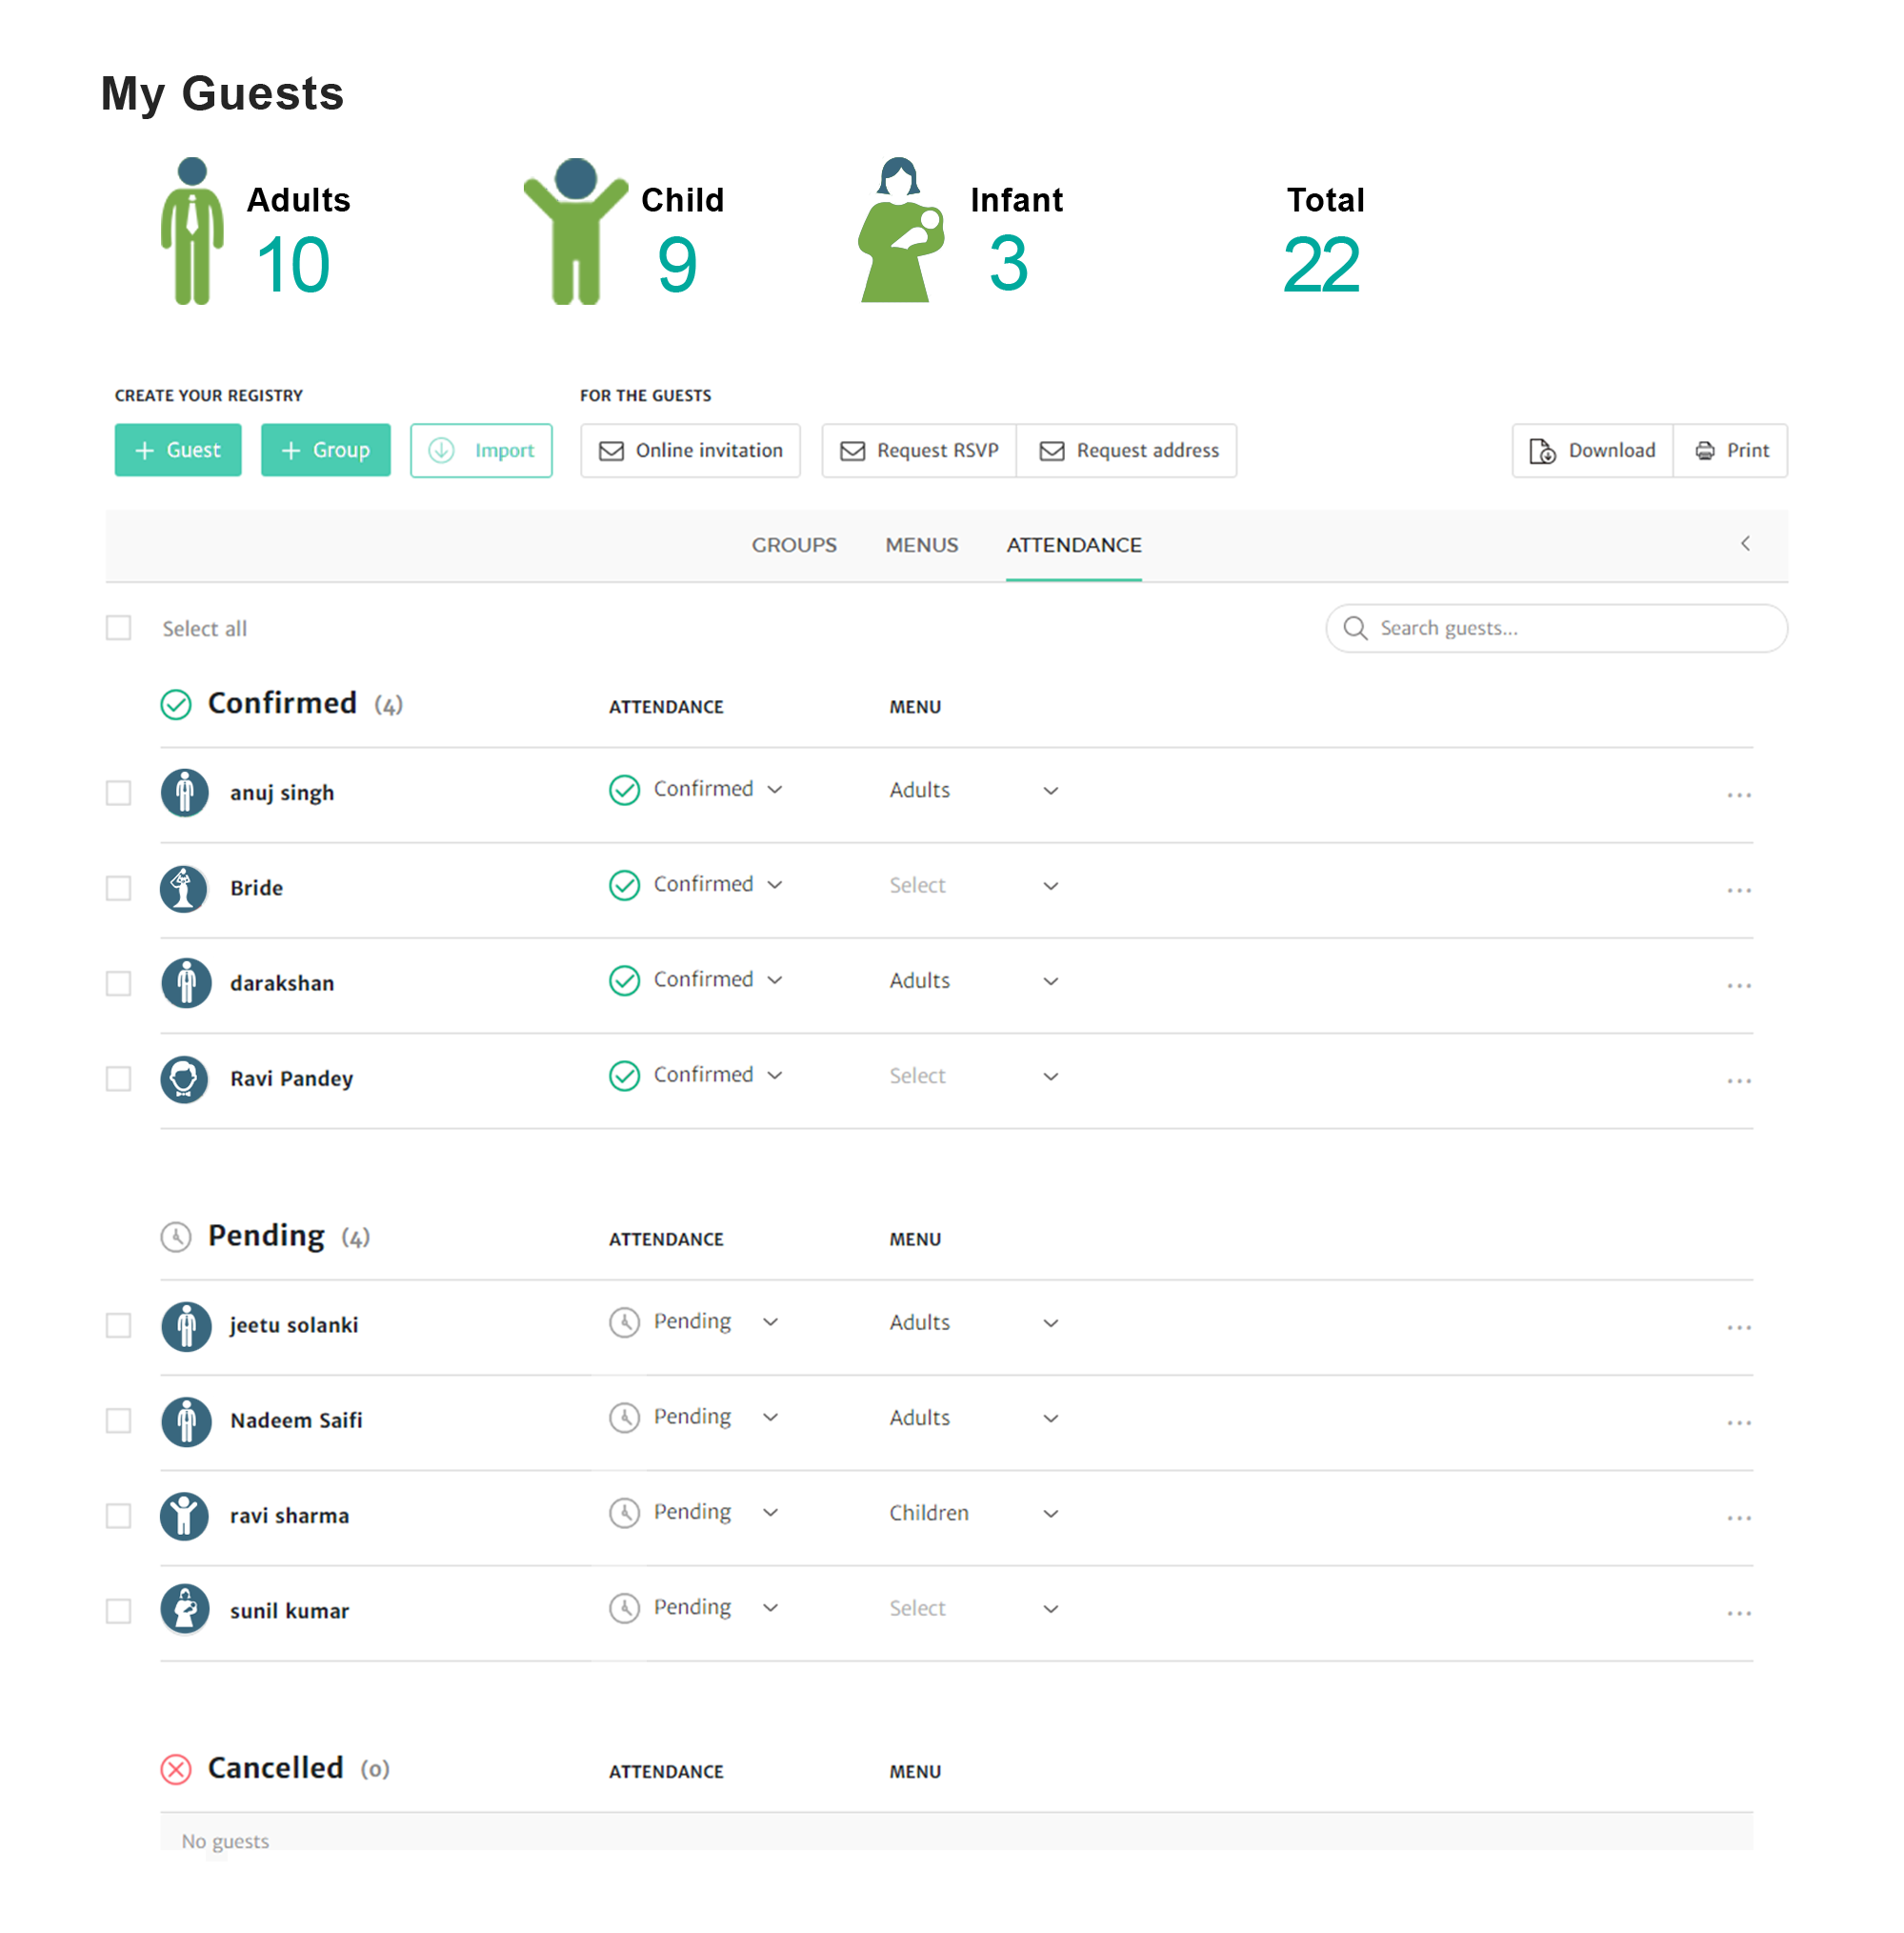 My Guests
Adults Child Infant Total
10 9 3 22
CREATE YOUR REGISTRY FOR THE GUESTS
+ Guest + Group Import Online invitation Request RSVP Request address Download Print
GROUPS MENUS ATTENDANCE
Select all Search guests...
Confirmed (4) ATTENDANCE MENU
anuj singh Confirmed Adults
Bride Confirmed Select
darakshan Confirmed Adults
Ravi Pandey Confirmed Select
Pending (4) ATTENDANCE MENU
jeetu solanki Pending Adults
Nadeem Saifi Pending Adults
ravi sharma Pending Children
sunil kumar Pending Select
Cancelled (0) ATTENDANCE MENU
No guests